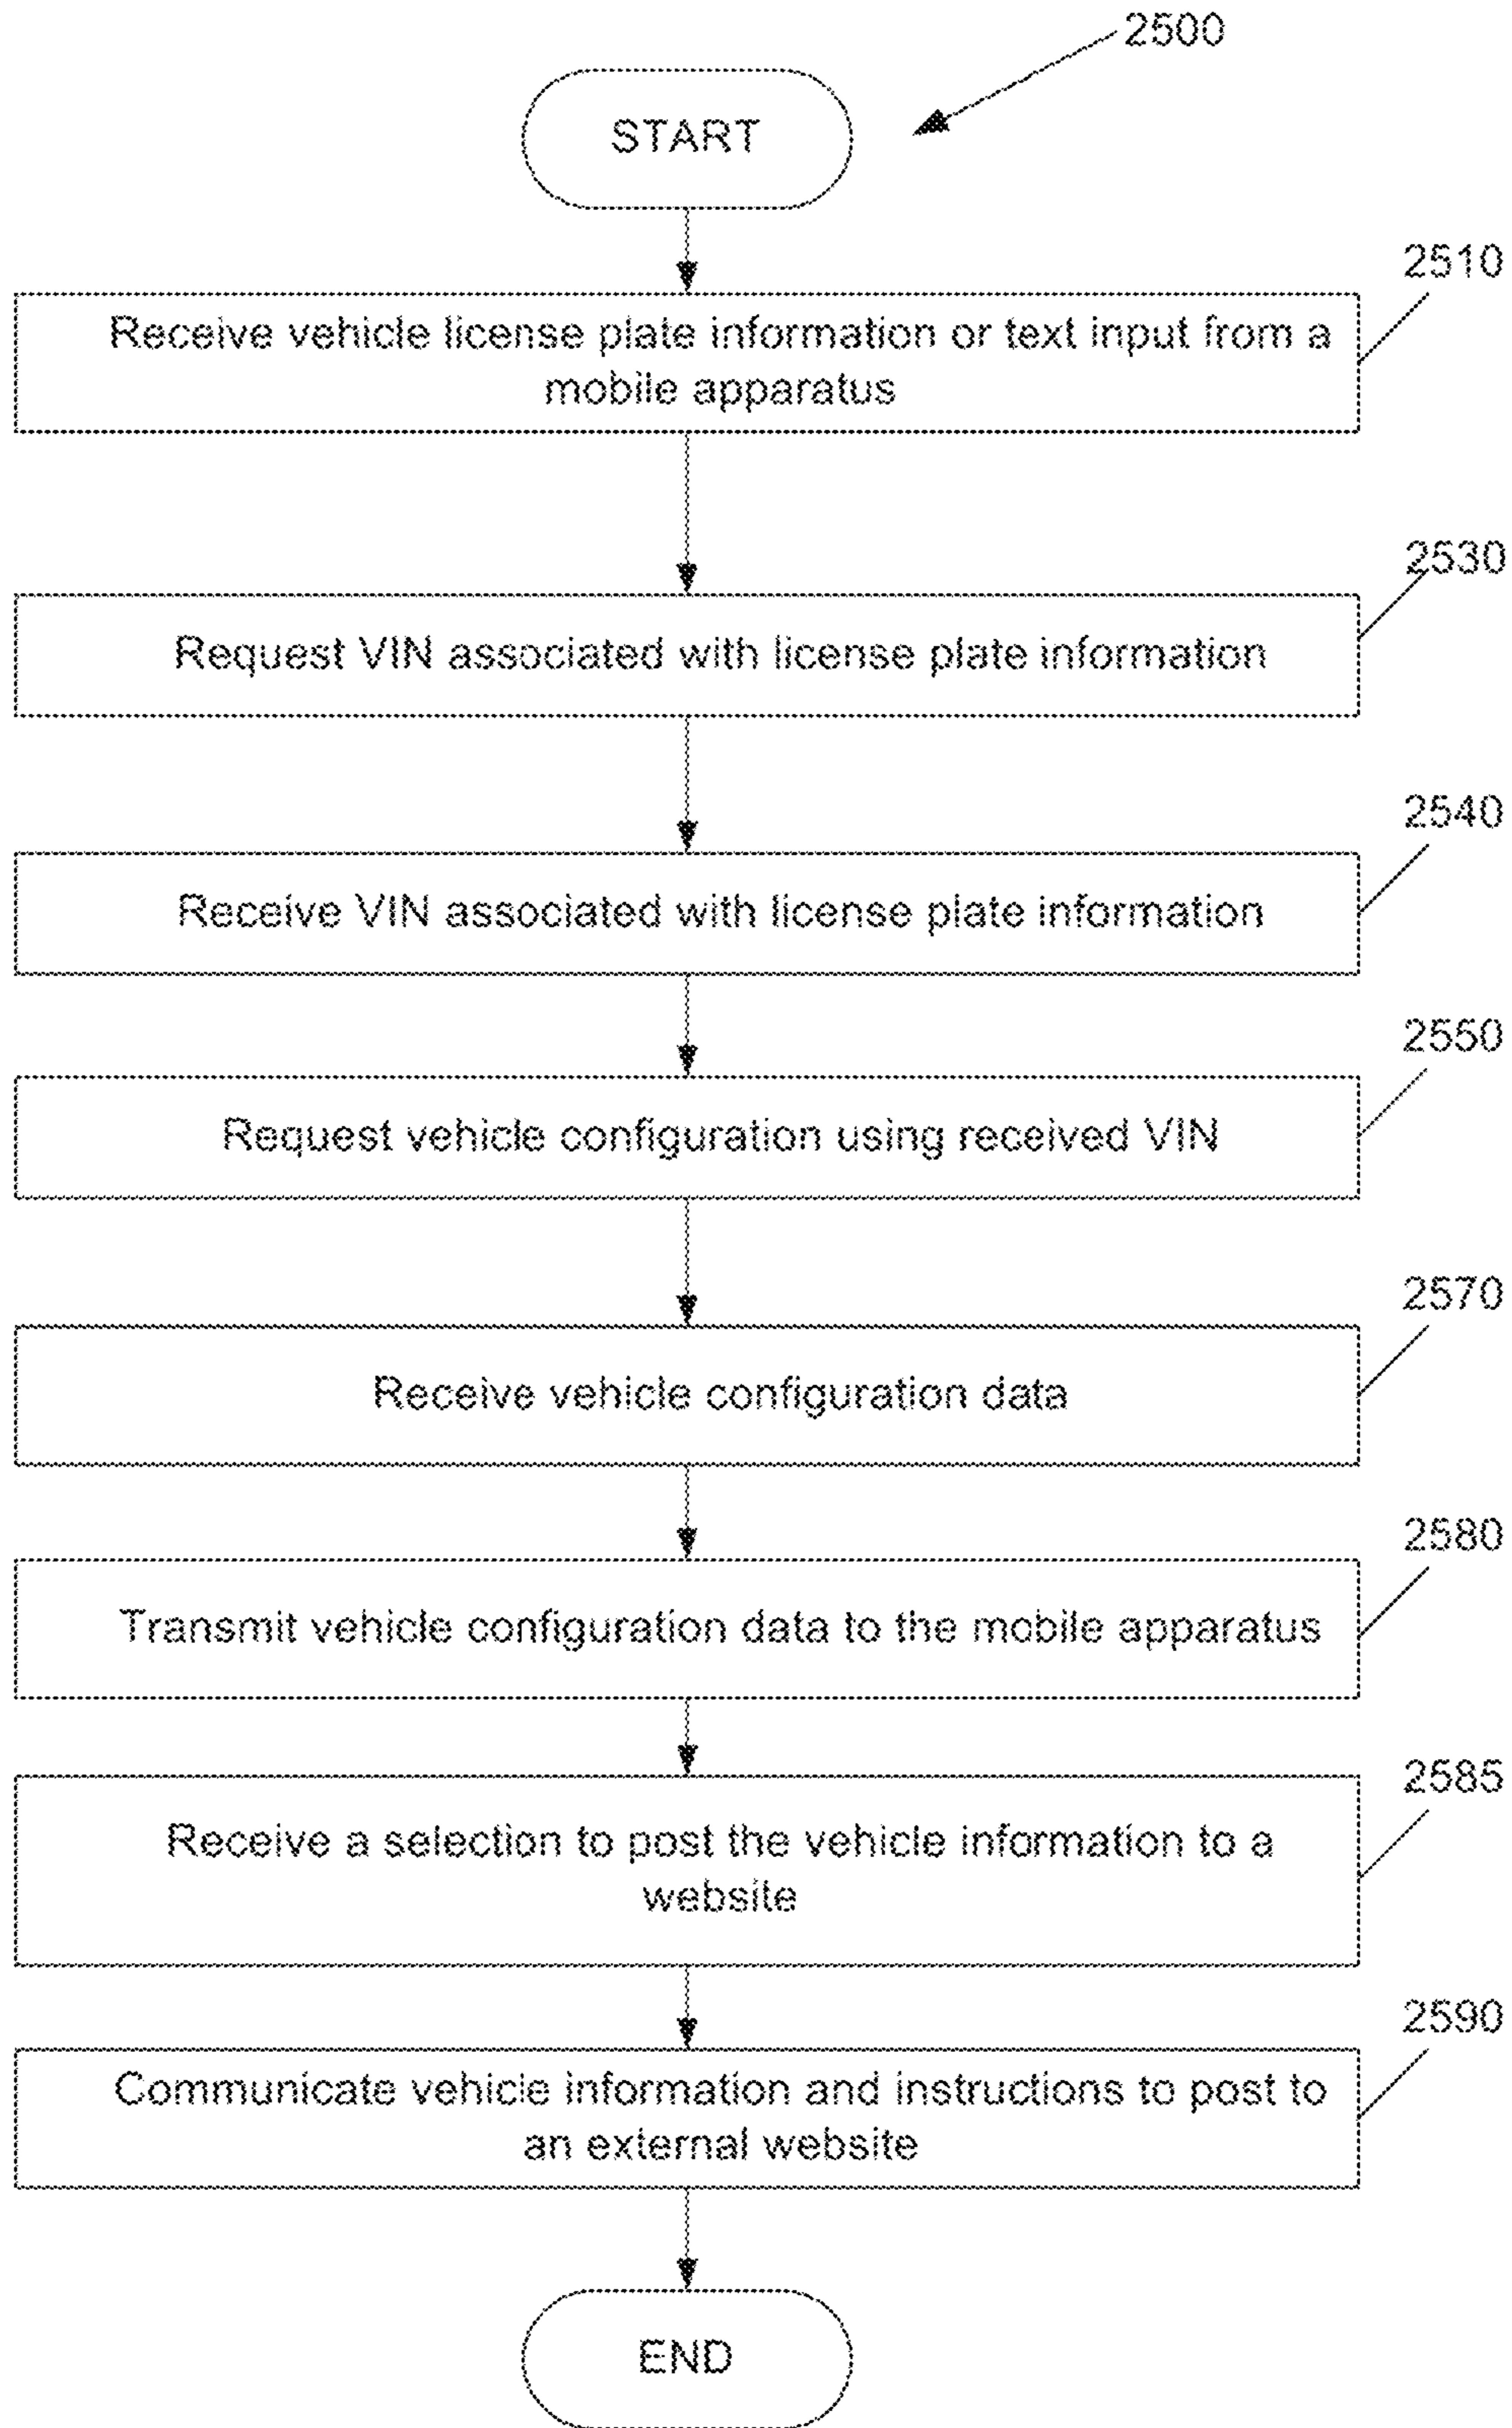 2500
START
2510
Receive vehicle license plate information or text input from a
mobile apparatus
2530
Request VIN associated with license plate information
2540
Receive VIN associated with license plate information
2550
Request vehicle configuration using received VIN
2570
Receive vehicle configuration data
2580
Transmit vehicle configuration data to the mobile apparatus
2585
Receive a selection to post the vehicle information to a
website
2590
Communicate vehicle information and instructions to post to
an external website
END